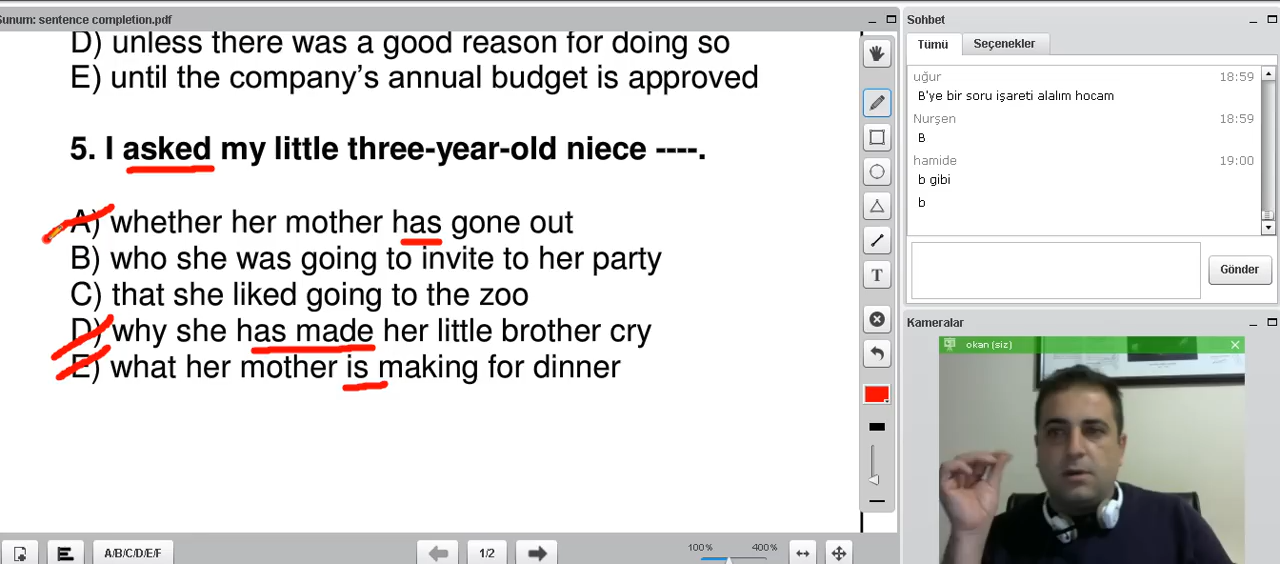 Sunum: sentence completion.pdf
D) unless there was a good reason for doing so
E) until the company's annual budget is approved
5. I asked my little three-year-old niece ----.
A) whether her mother has gone out
B) who she was going to invite to her party
C) that she liked going to the zoo
D) why she has made her little brother cry
E) what her mother is making for dinner
A/B/C/D/E/F
1/2
100%
400%
Sohbet
Tümü
Seçenekler
uğur 18:59
B'ye bir soru işareti alalım hocam
Nurşen 18:59
B
hamide 19:00
b gibi
b
Gönder
Kameralar
okan (siz)
T